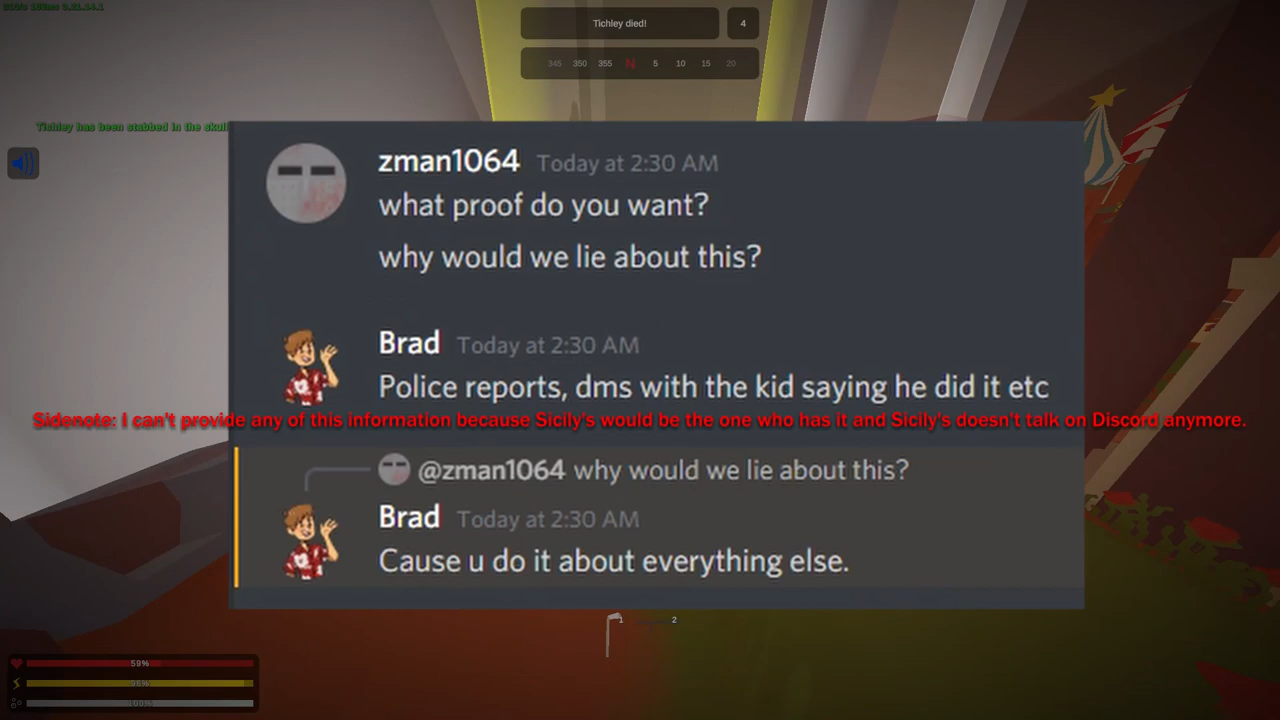 Tichley died!
4
345 350 355 N 5 10 15 20
Tichley has been stabbed in the skull
zman1064 Today at 2:30 AM
what proof do you want?
why would we lie about this?
Brad Today at 2:30 AM
Police reports, dms with the kid saying he did it etc
Sidenote: I can't provide any of this information because Sicily's would be the one who has it and Sicily's doesn't talk on Discord anymore.
@zman1064 why would we lie about this?
Brad Today at 2:30 AM
Cause u do it about everything else.
1 2
59%
100%